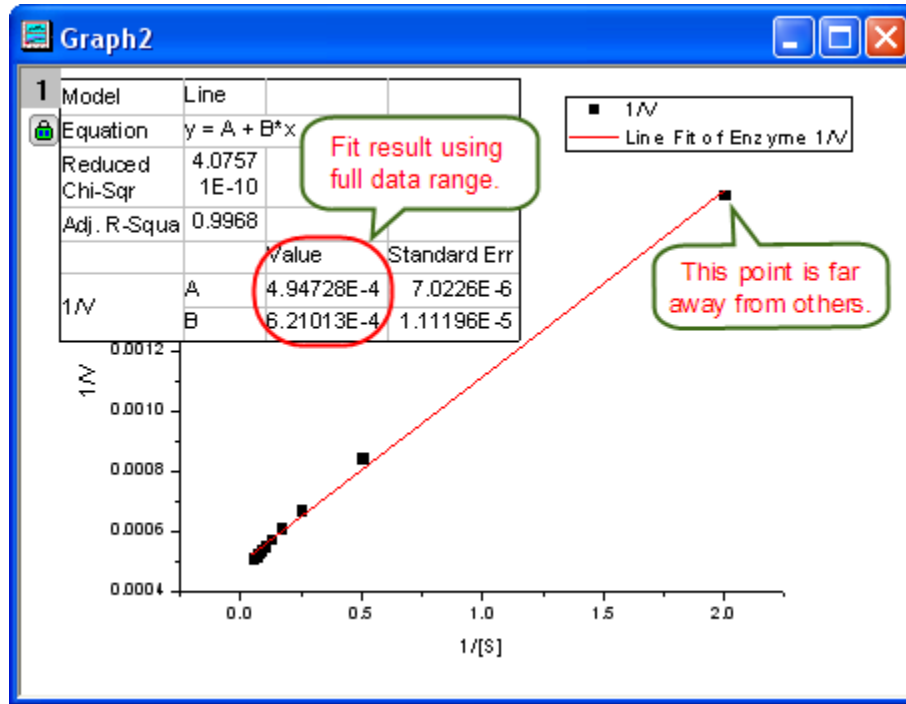 Graph2
1
Model Line
Equation y = A + B*x
Reduced Chi-Sqr 4.0757 1E-10
Adj. R-Squa 0.9968
Value Standard Err
1/V A 4.94728E-4 7.0226E-6
B 6.21013E-4 1.11196E-5
Fit result using
full data range.
1/V
Line Fit of Enzyme 1/V
This point is far
away from others.
0.0012
0.0010
0.0008
0.0006
0.0004
1/V
0.0 0.5 1.0 1.5 2.0
1/[S]